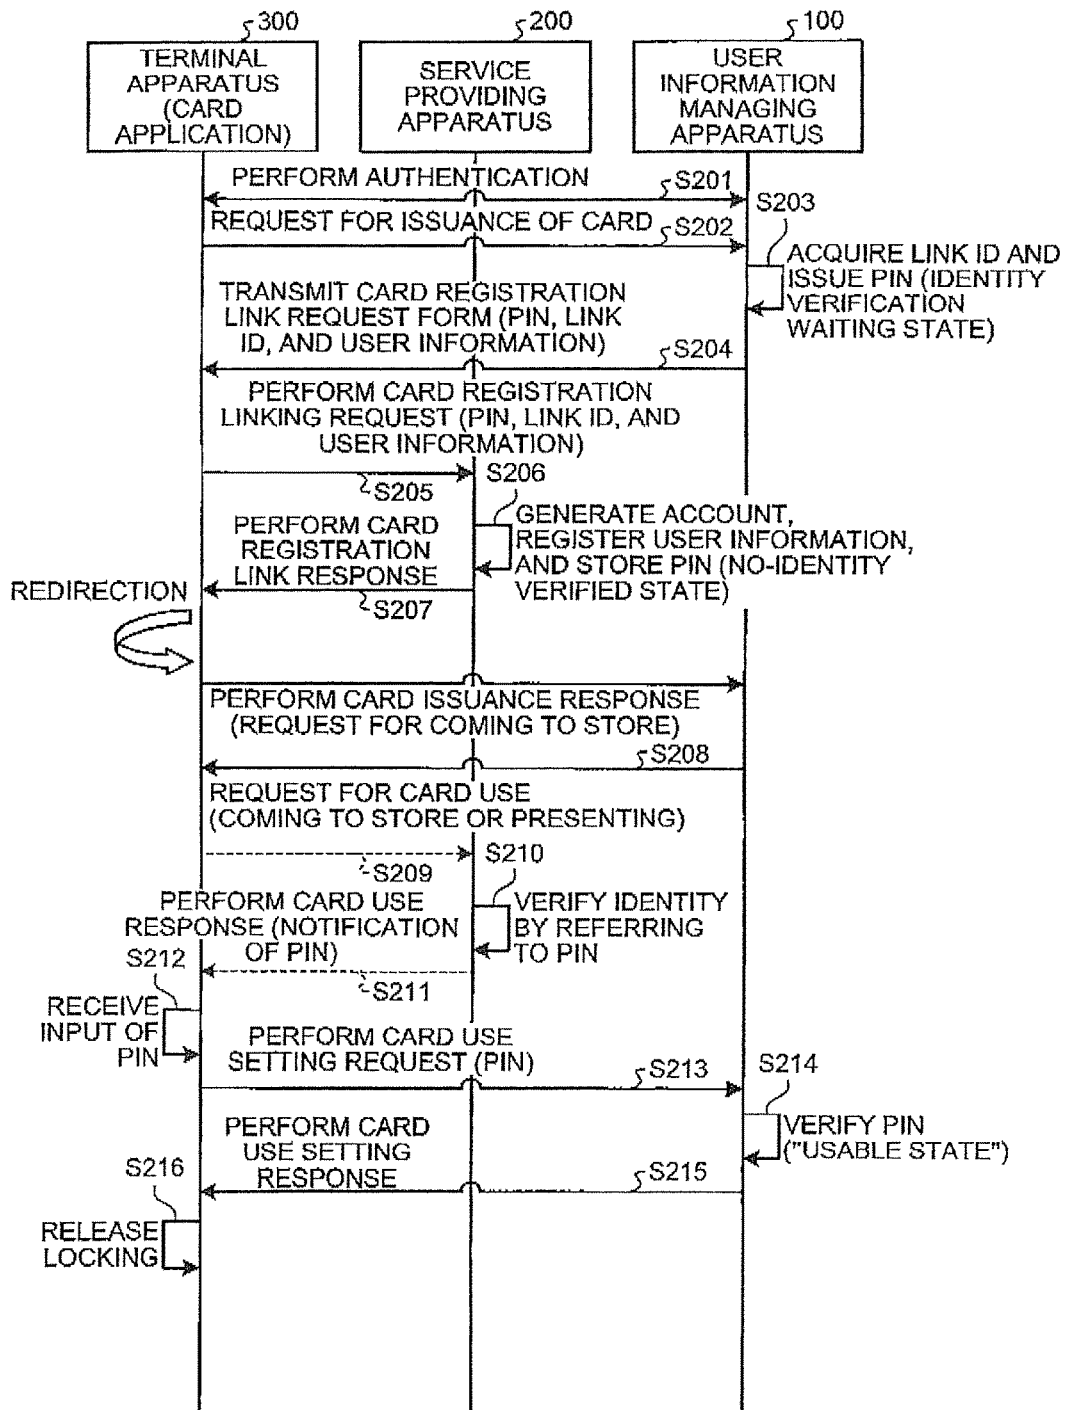 300
200
100
TERMINAL
APPARATUS
(CARD
APPLICATION)
SERVICE
PROVIDING
APPARATUS
USER
INFORMATION
MANAGING
APPARATUS
PERFORM AUTHENTICATION
S201
REQUEST FOR ISSUANCE OF CARD
S202
S203
ACQUIRE LINK ID AND
ISSUE PIN (IDENTITY
VERIFICATION
WAITING STATE)
TRANSMIT CARD REGISTRATION
LINK REQUEST FORM (PIN, LINK
ID, AND USER INFORMATION)
S204
PERFORM CARD REGISTRATION
LINKING REQUEST (PIN, LINK ID, AND
USER INFORMATION)
S205
S206
GENERATE ACCOUNT,
REGISTER USER INFORMATION,
AND STORE PIN (NO-IDENTITY
VERIFIED STATE)
PERFORM CARD
REGISTRATION
LINK RESPONSE
S207
REDIRECTION
PERFORM CARD ISSUANCE RESPONSE
(REQUEST FOR COMING TO STORE)
S208
REQUEST FOR CARD USE
(COMING TO STORE OR PRESENTING)
S209
S210
VERIFY IDENTITY
BY REFERRING
TO PIN
PERFORM CARD USE
RESPONSE (NOTIFICATION
OF PIN)
S211
S212
RECEIVE
INPUT OF
PIN
PERFORM CARD USE
SETTING REQUEST (PIN)
S213
S214
VERIFY PIN
("USABLE STATE")
PERFORM CARD
USE SETTING
RESPONSE
S215
S216
RELEASE
LOCKING